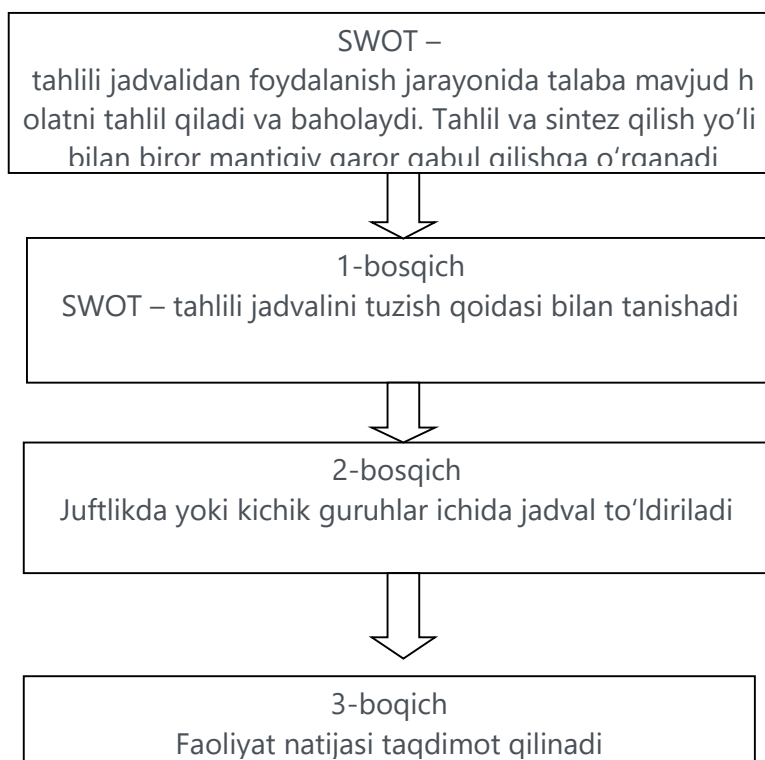 SWOT –
tahlili jadvalidan foydalanish jarayonida talaba mavjud h
olatni tahlil qiladi va baholaydi. Tahlil va sintez qilish yo‘li
bilan biror mantiqiy qaror qabul qilishga o‘rganadi
1-bosqich
SWOT – tahlili jadvalini tuzish qoidasi bilan tanishadi
2-bosqich
Juftlikda yoki kichik guruhlar ichida jadval to‘ldiriladi
3-boqich
Faoliyat natijasi taqdimot qilinadi